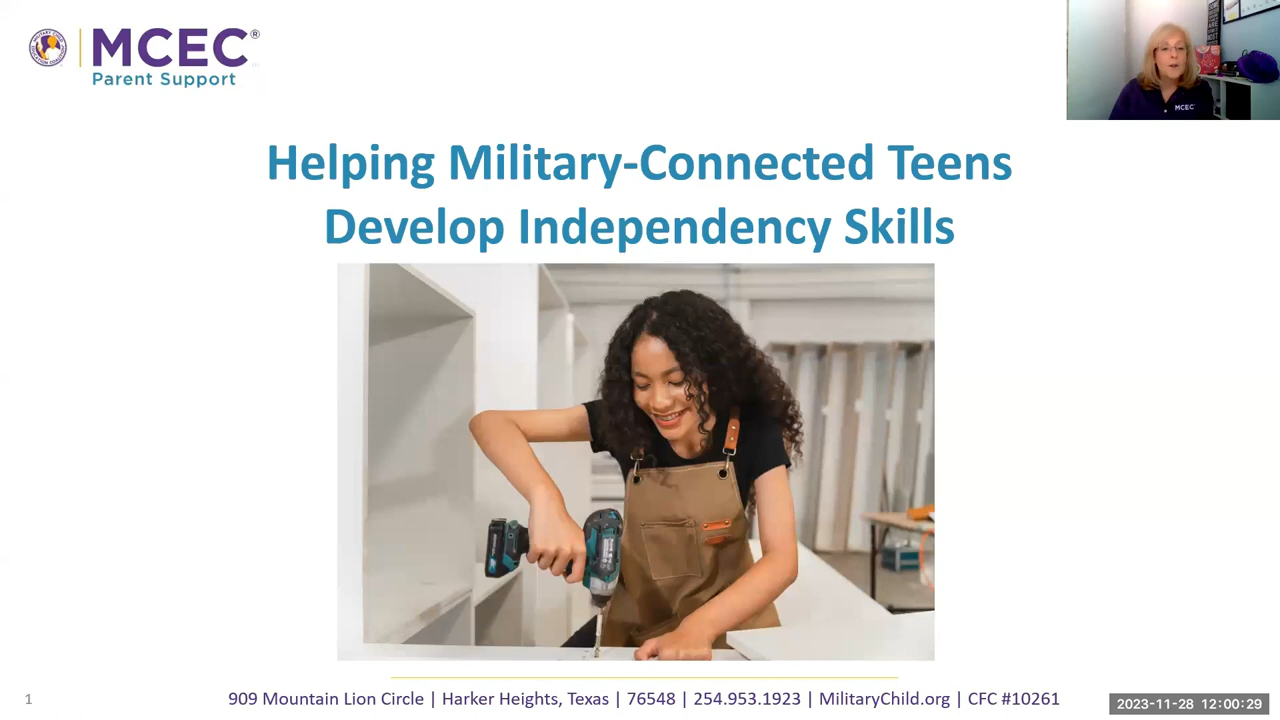 MCEC®
Parent Support
MCEC
Helping Military-Connected Teens
Develop Independency Skills
1
909 Mountain Lion Circle | Harker Heights, Texas | 76548 | 254.953.1923 | MilitaryChild.org | CFC #10261
2023-11-28 12:00:29